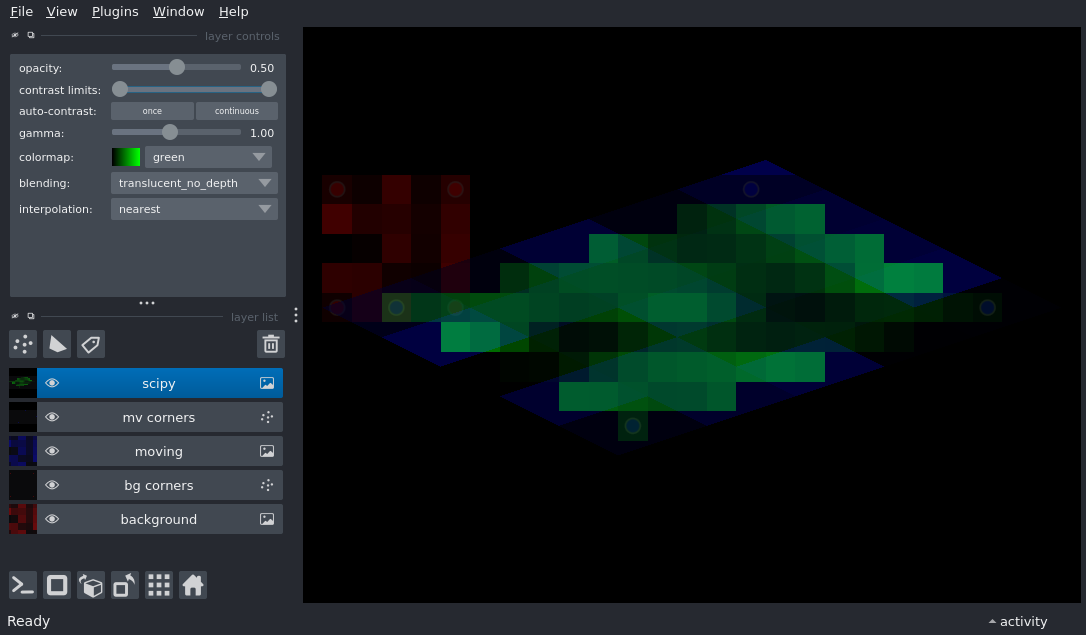 File View Plugins Window Help
layer controls
opacity: 0.50
contrast limits:
auto-contrast: once continuous
gamma: 1.00
colormap: green
blending: translucent_no_depth
interpolation: nearest
layer list
scipy
mv corners
moving
bg corners
background
Ready
activity